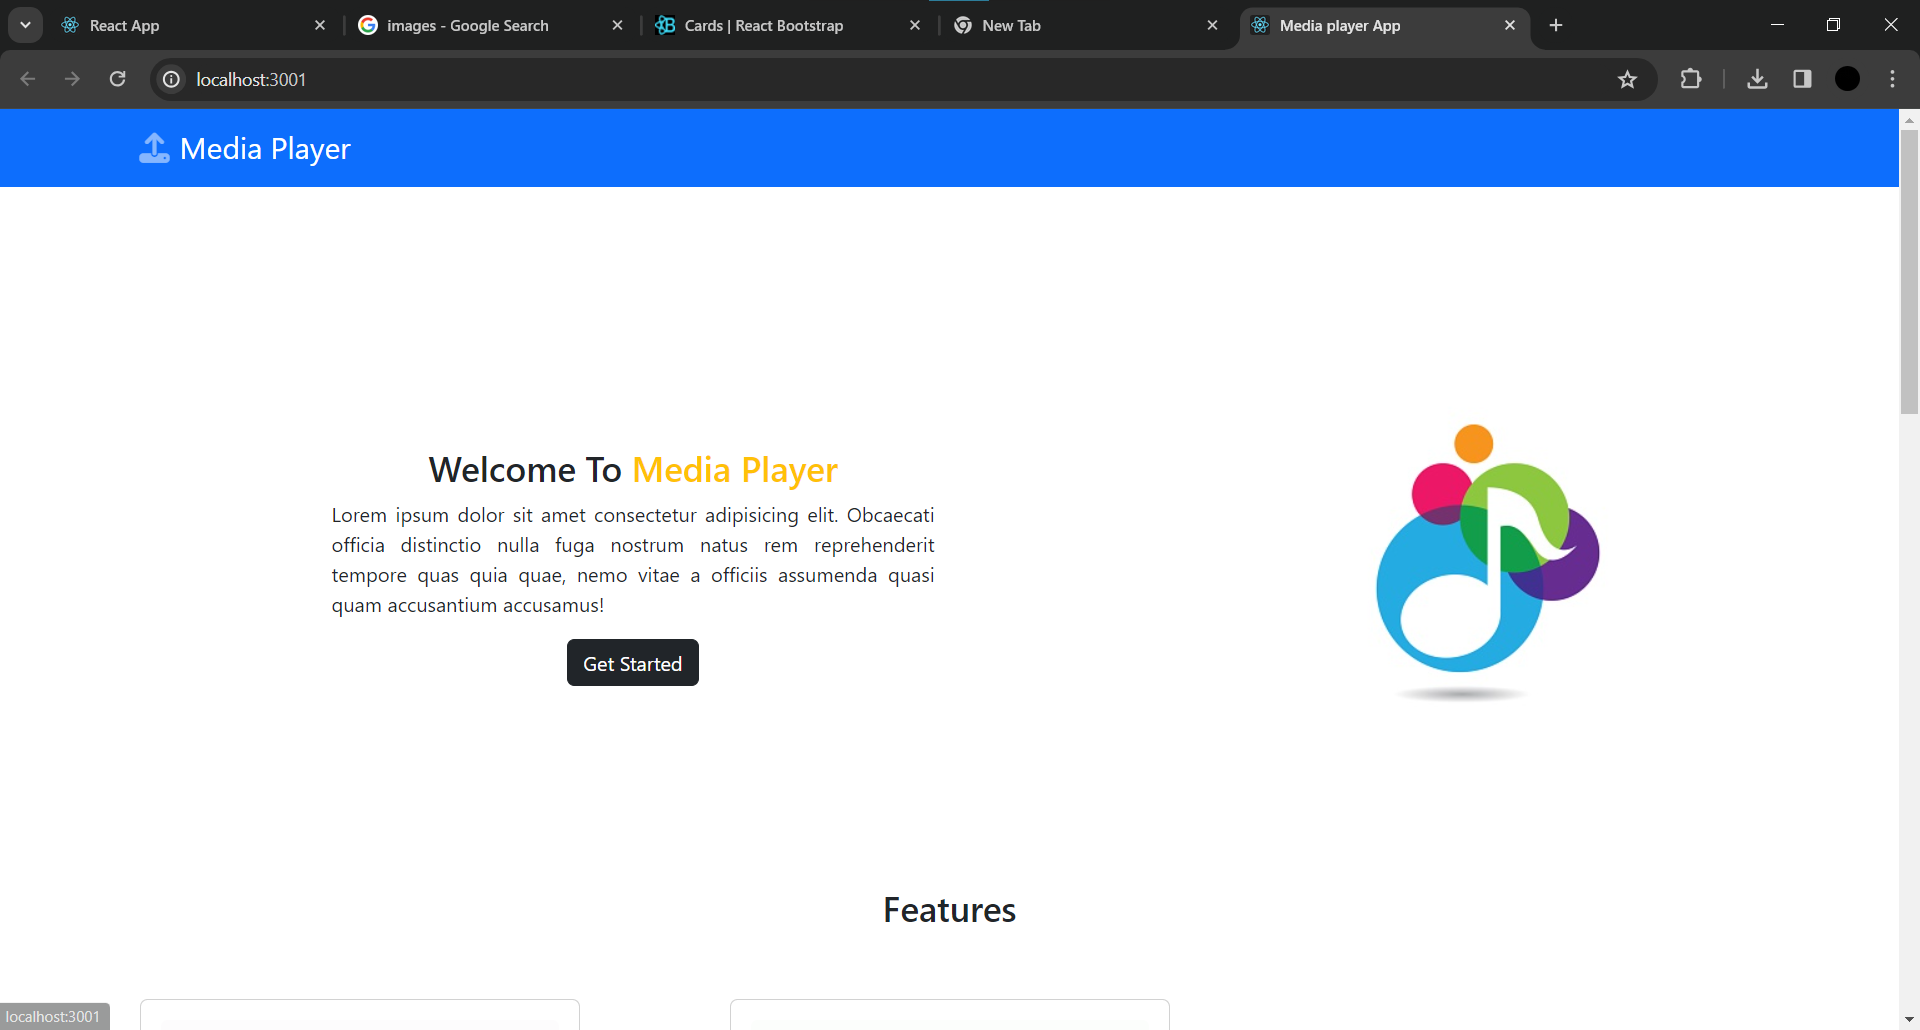 React App
images - Google Search
Cards | React Bootstrap
New Tab
Media player App
localhost:3001
Media Player
Welcome To Media Player
Lorem ipsum dolor sit amet consectetur adipisicing elit. Obcaecati
officia distinctio nulla fuga nostrum natus rem reprehenderit
tempore quas quia quae, nemo vitae a officiis assumenda quasi
quam accusantium accusamus!
Get Started
Features
localhost:3001